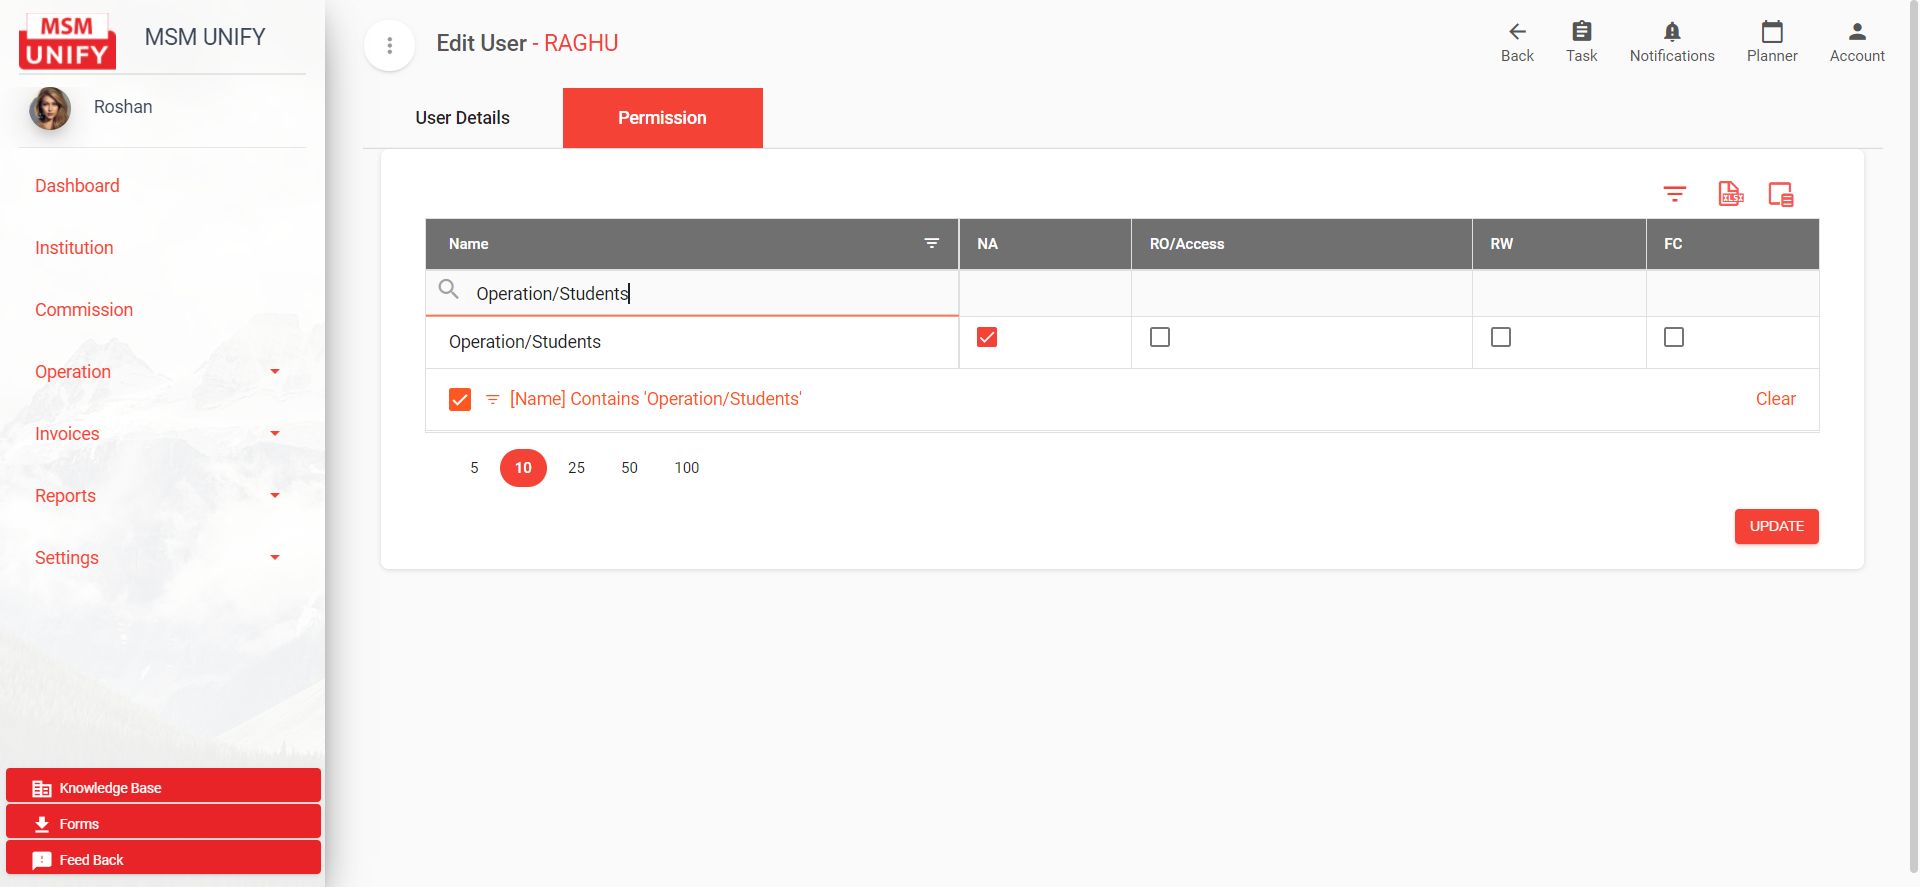 MSM
UNIFY
MSM UNIFY
Roshan
Dashboard
Institution
Commission
Operation
Invoices
Reports
Settings
Knowledge Base
Forms
Feed Back
Edit User - RAGHU
Back
Task
Notifications
Planner
Account
User Details
Permission
XLSX
Name
NA
RO/Access
RW
FC
Operation/Students
Operation/Students
[Name] Contains 'Operation/Students'
Clear
5
10
25
50
100
UPDATE